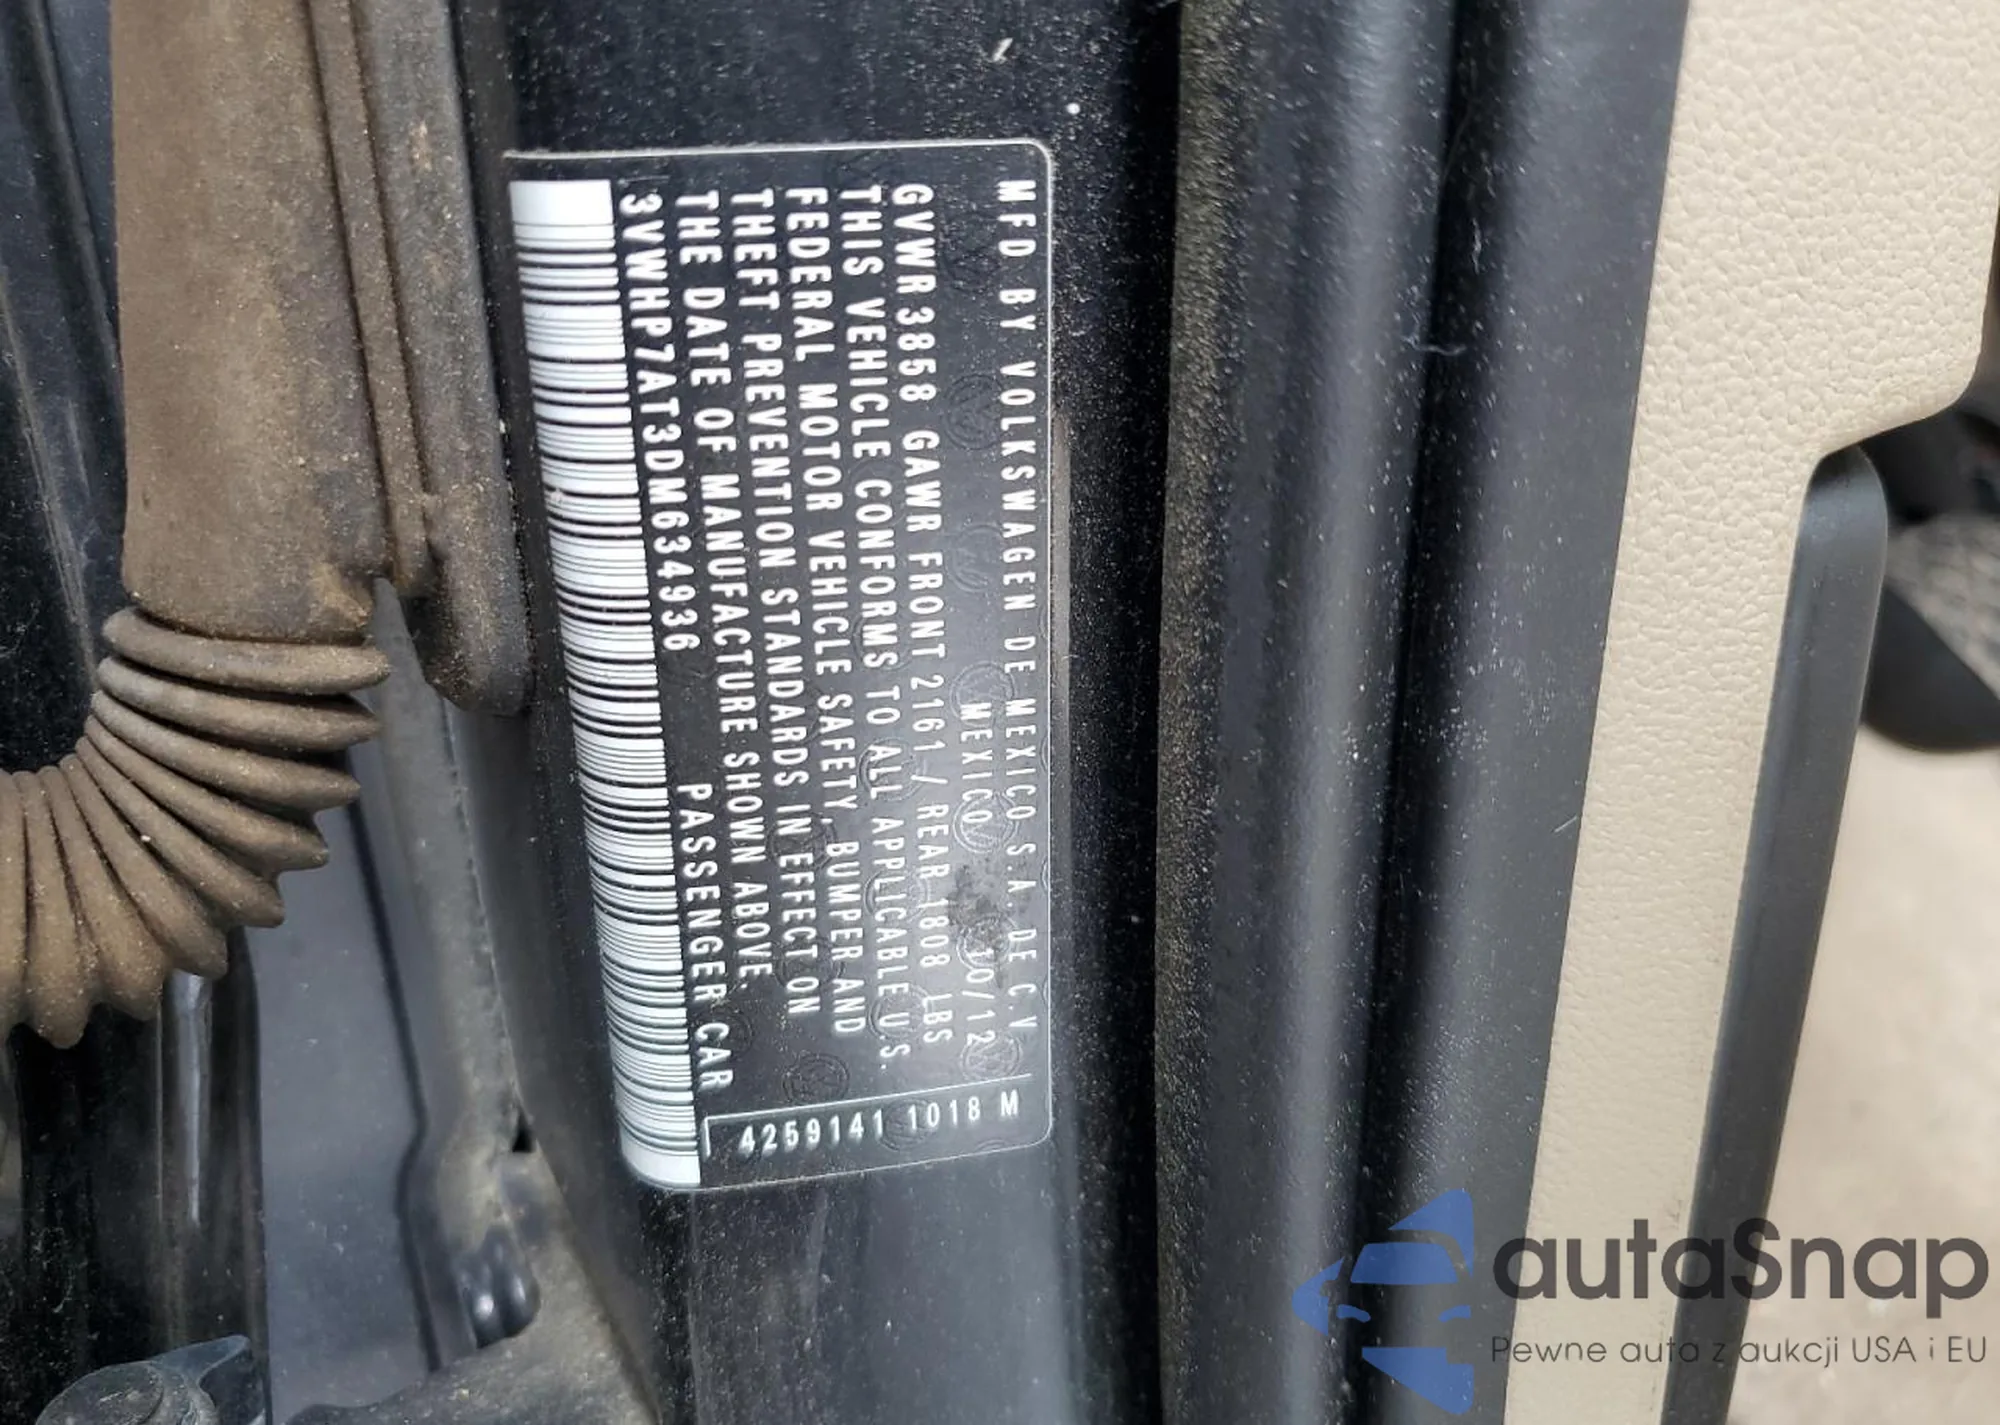 MFD BY VOLKSWAGEN DE MEXICO S.A. DE C.V
MEXICO 10/12
GVWR 3858 GAWR FRONT 2161 / REAR 1808 LBS
THIS VEHICLE CONFORMS TO ALL APPLICABLE U.S.
FEDERAL MOTOR VEHICLE SAFETY, BUMPER AND
THEFT PREVENTION STANDARDS IN EFFECT ON
THE DATE OF MANUFACTURE SHOWN ABOVE.
3VWHP7AT3DM634936 PASSENGER CAR
4259141 1018 M
autaSnap
Pewne auta z aukcji USA i EU